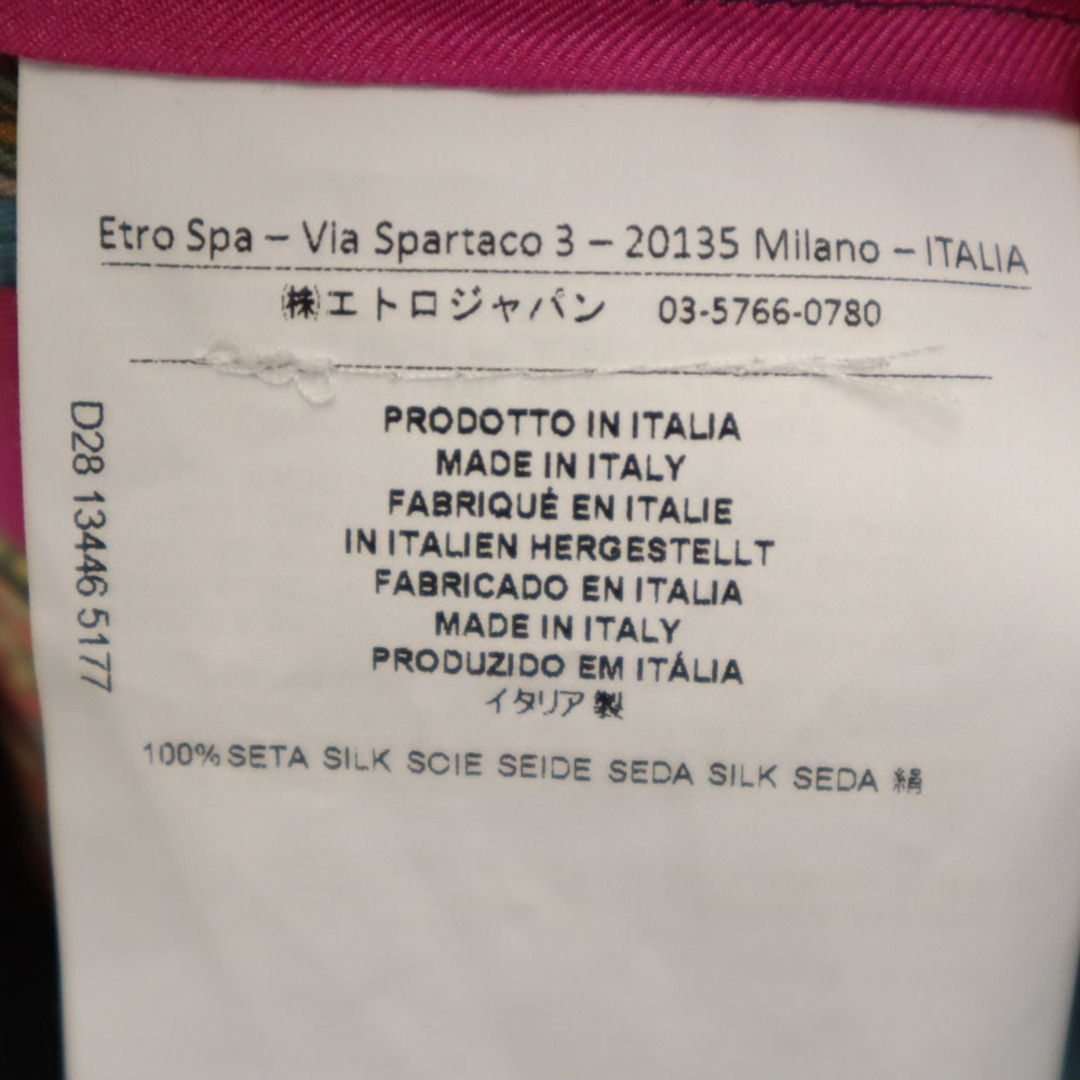 Etro Spa – Via Spartaco 3 – 20135 Milano – ITALIA
㈱エトロジャパン 03-5766-0780
PRODOTTO IN ITALIA
MADE IN ITALY
FABRIQUÉ EN ITALIE
IN ITALIEN HERGESTELLT
FABRICADO EN ITALIA
MADE IN ITALY
PRODUZIDO EM ITÁLIA
イタリア製
100% SETA SILK SOIE SEIDE SEDA SILK SEDA 絹
D28 13446 5177